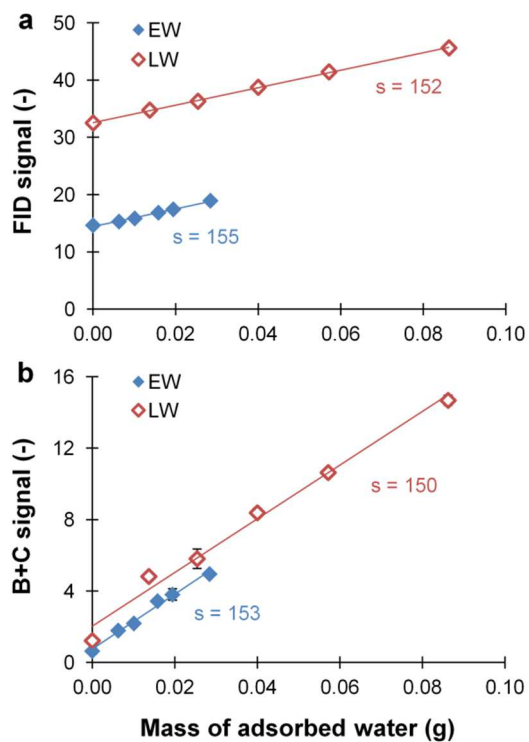 a
50
40
30
20
10
0
FID signal (-)
EW
LW
s = 152
s = 155
0.00 0.02 0.04 0.06 0.08 0.10
b
16
12
8
4
0
B+C signal (-)
EW
LW
s = 150
s = 153
0.00 0.02 0.04 0.06 0.08 0.10
Mass of adsorbed water (g)